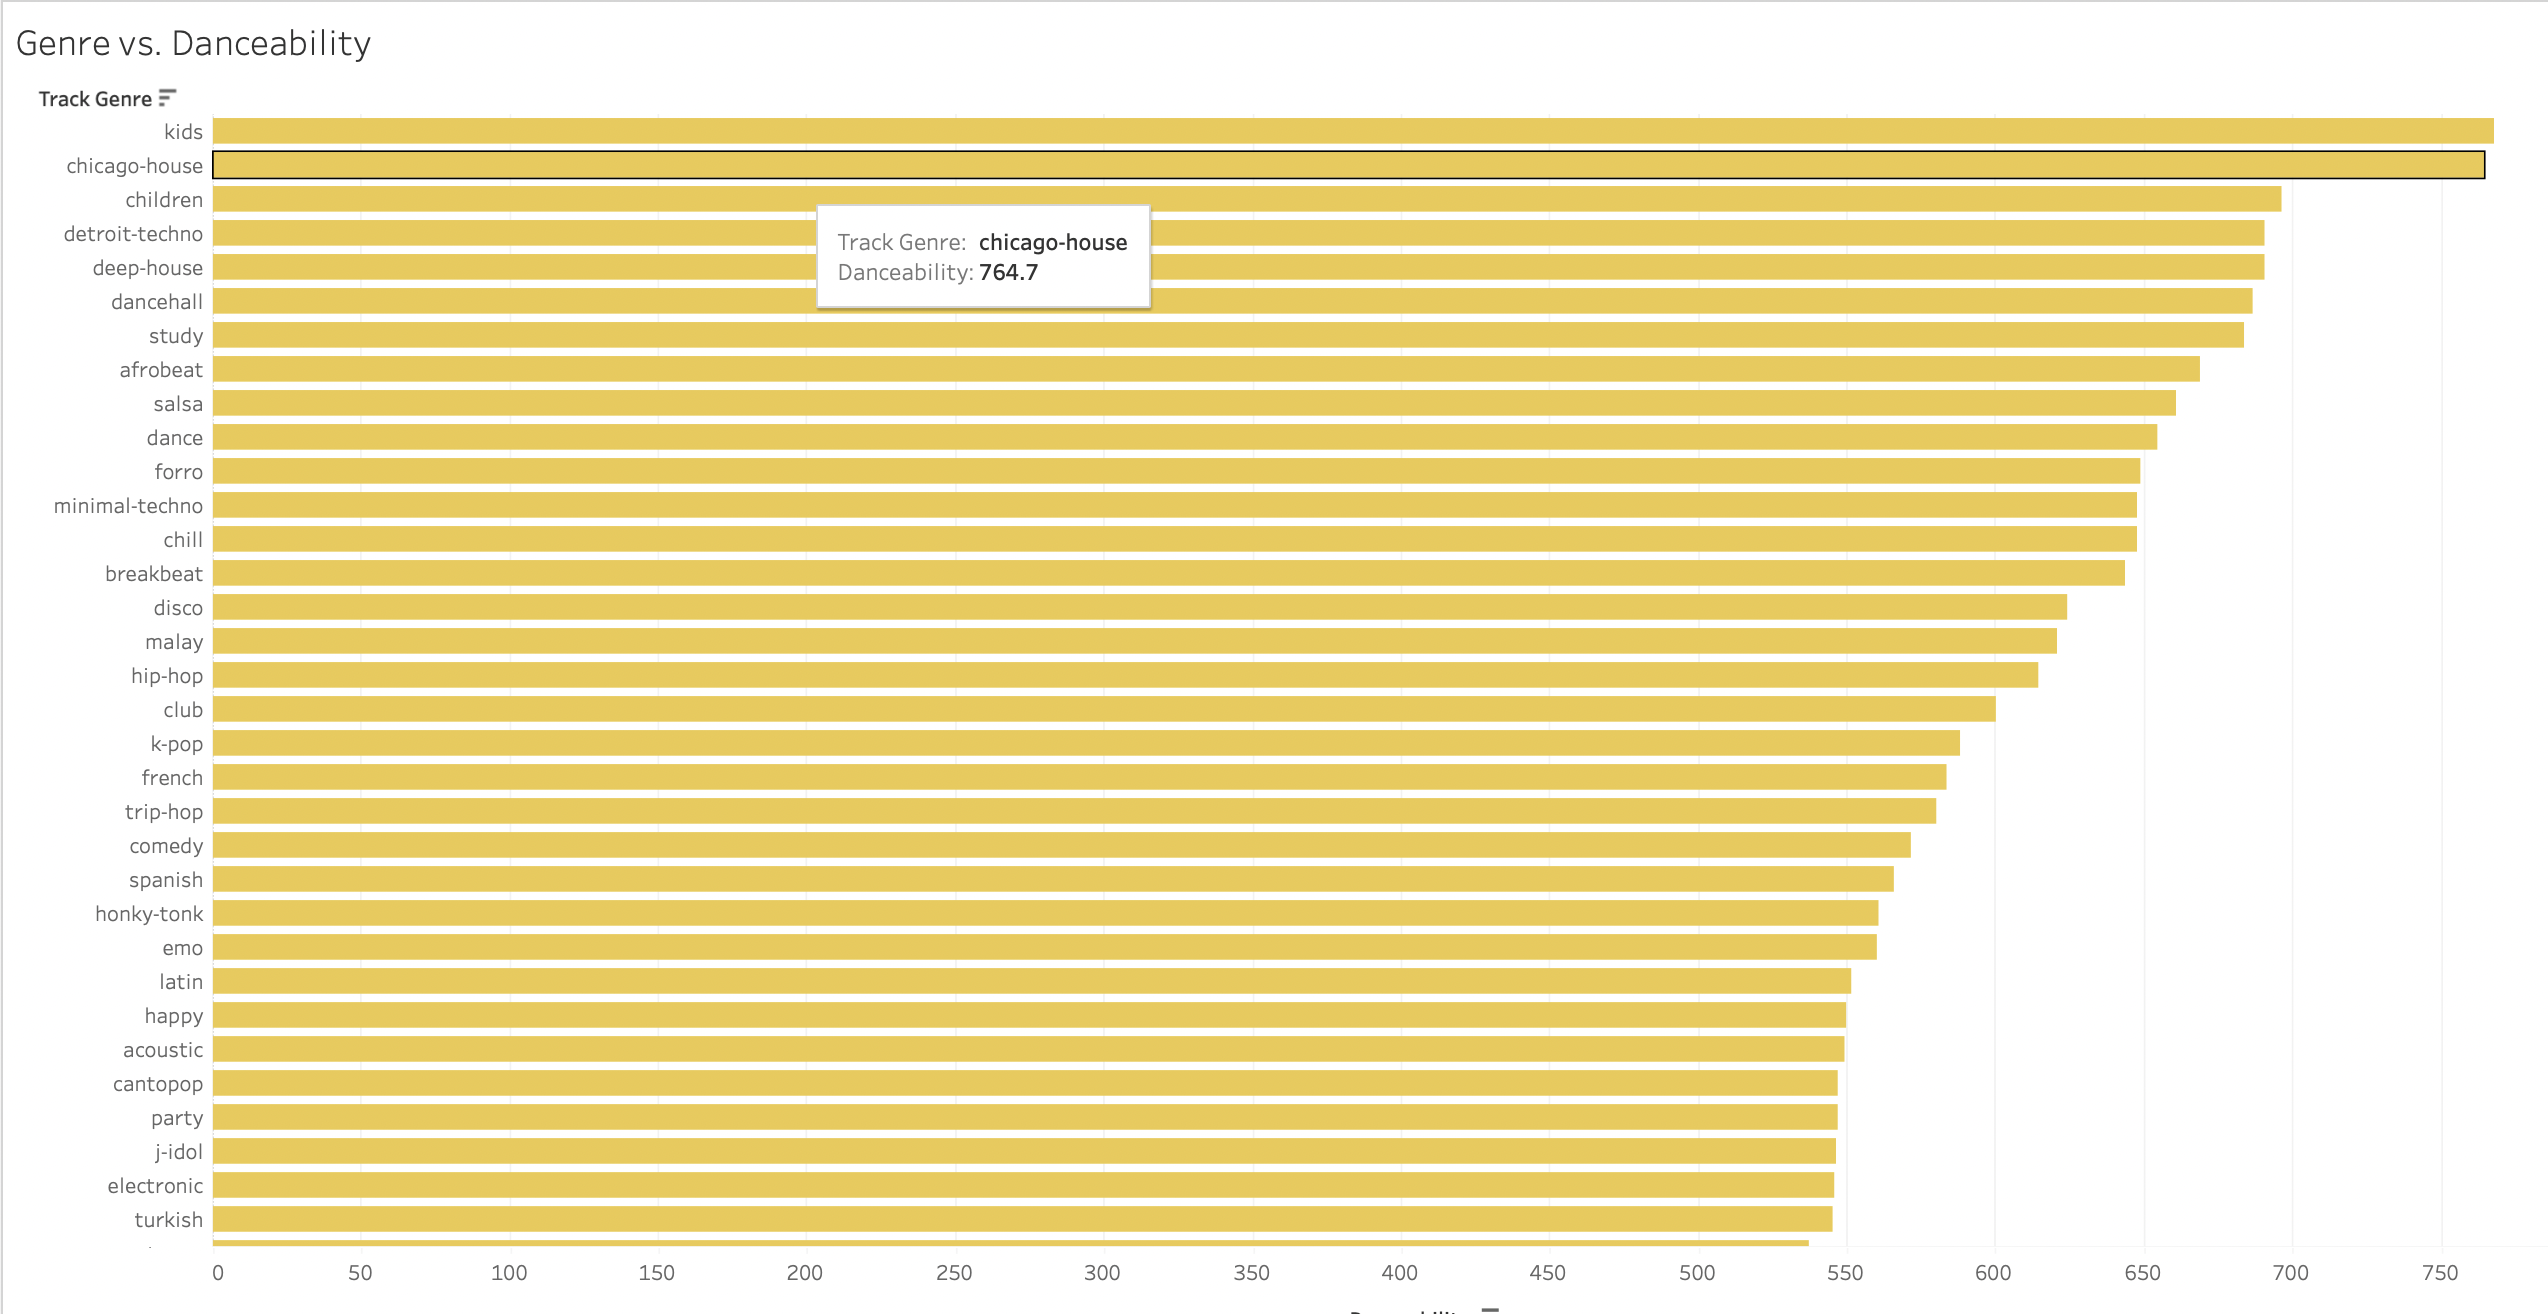 Genre vs. Danceability
Track Genre
kids
chicago-house
children
detroit-techno
deep-house
dancehall
study
afrobeat
salsa
dance
forro
minimal-techno
chill
breakbeat
disco
malay
hip-hop
club
k-pop
french
trip-hop
comedy
spanish
honky-tonk
emo
latin
happy
acoustic
cantopop
party
j-idol
electronic
turkish
Track Genre: chicago-house
Danceability: 764.7
0 50 100 150 200 250 300 350 400 450 500 550 600 650 700 750